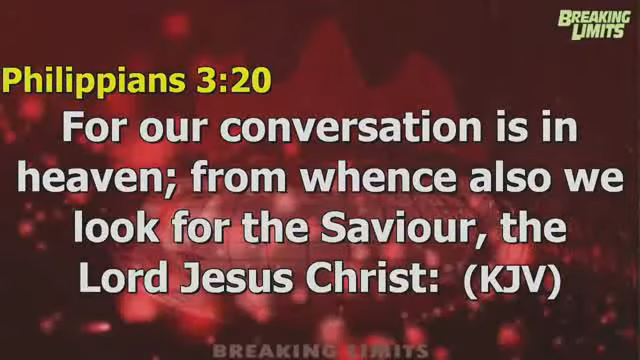 BREAKING
LIMITS
Philippians 3:20
For our conversation is in
heaven; from whence also we
look for the Saviour, the
Lord Jesus Christ: (KJV)
BREAKING LIMITS